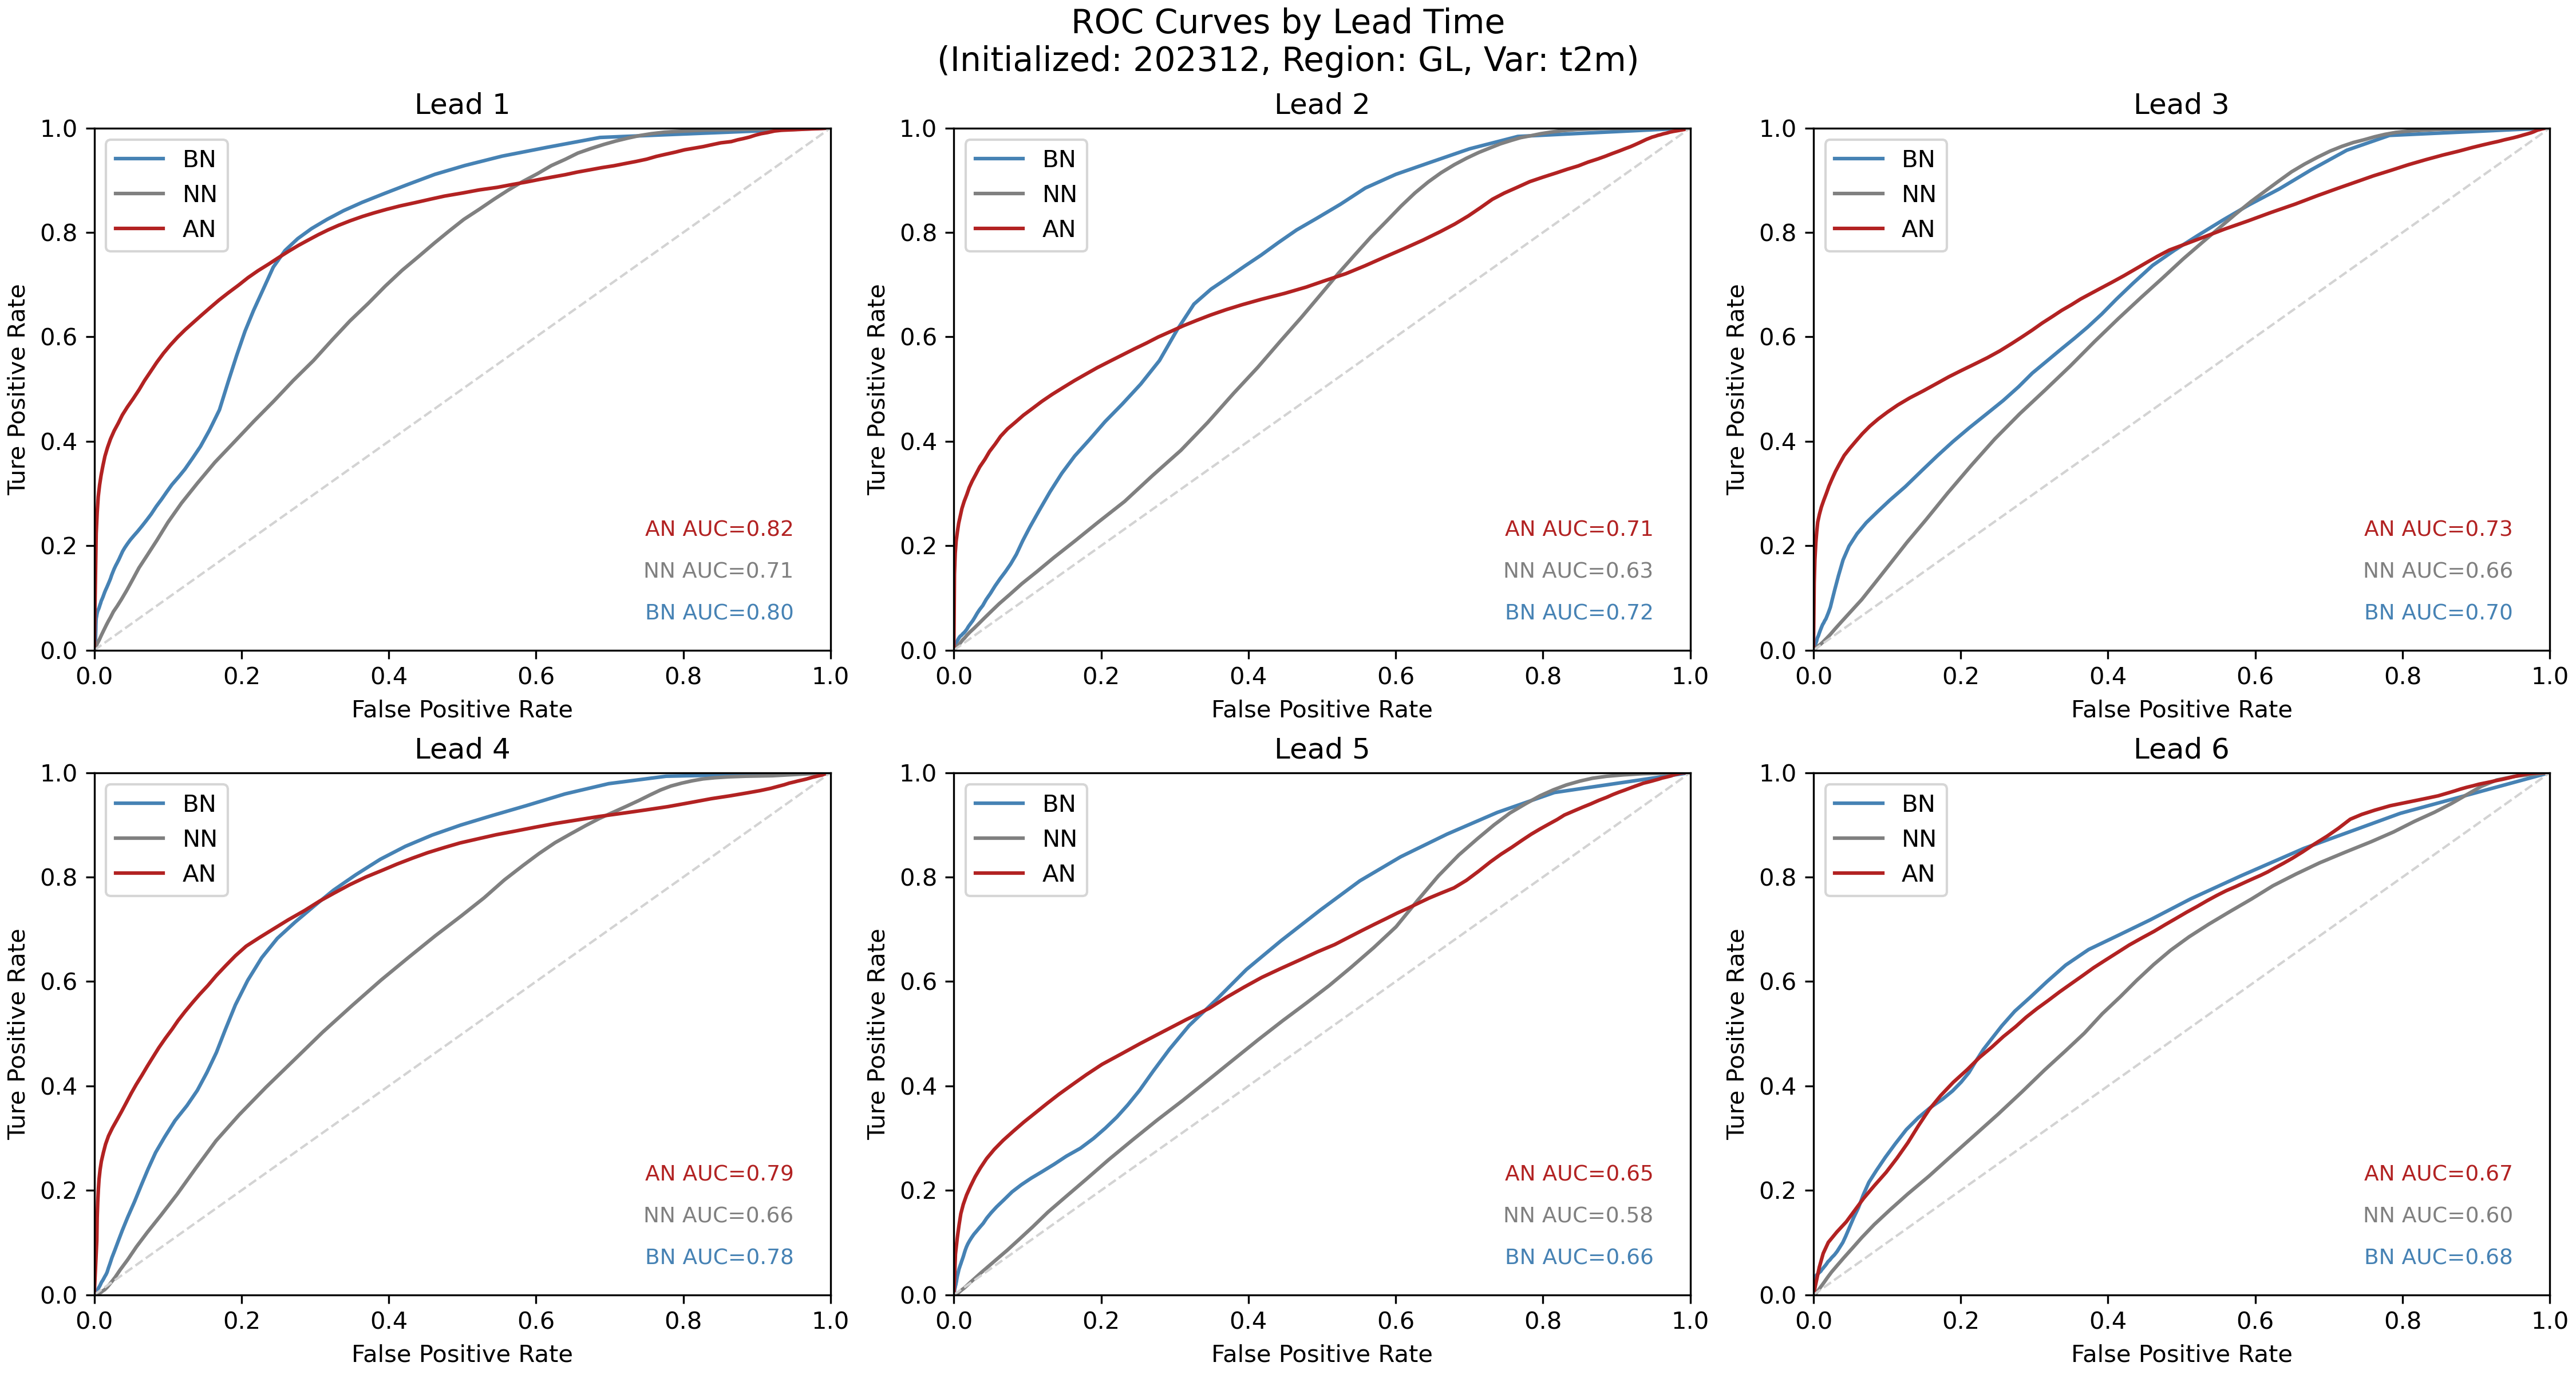 ROC Curves by Lead Time
(Initialized: 202312, Region: GL, Var: t2m)
Lead 1
1.0
0.8
0.6
0.4
0.2
0.0
Ture Positive Rate
BN
NN
AN
AN AUC=0.82
NN AUC=0.71
BN AUC=0.80
0.0 0.2 0.4 0.6 0.8 1.0
False Positive Rate
Lead 2
1.0
0.8
0.6
0.4
0.2
0.0
Ture Positive Rate
BN
NN
AN
AN AUC=0.71
NN AUC=0.63
BN AUC=0.72
0.0 0.2 0.4 0.6 0.8 1.0
False Positive Rate
Lead 3
1.0
0.8
0.6
0.4
0.2
0.0
Ture Positive Rate
BN
NN
AN
AN AUC=0.73
NN AUC=0.66
BN AUC=0.70
0.0 0.2 0.4 0.6 0.8 1.0
False Positive Rate
Lead 4
1.0
0.8
0.6
0.4
0.2
0.0
Ture Positive Rate
BN
NN
AN
AN AUC=0.79
NN AUC=0.66
BN AUC=0.78
0.0 0.2 0.4 0.6 0.8 1.0
False Positive Rate
Lead 5
1.0
0.8
0.6
0.4
0.2
0.0
Ture Positive Rate
BN
NN
AN
AN AUC=0.65
NN AUC=0.58
BN AUC=0.66
0.0 0.2 0.4 0.6 0.8 1.0
False Positive Rate
Lead 6
1.0
0.8
0.6
0.4
0.2
0.0
Ture Positive Rate
BN
NN
AN
AN AUC=0.67
NN AUC=0.60
BN AUC=0.68
0.0 0.2 0.4 0.6 0.8 1.0
False Positive Rate